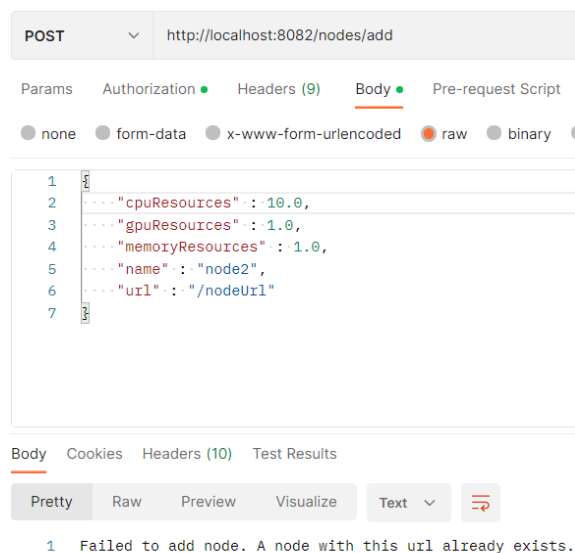 POST http://localhost:8082/nodes/add
Params Authorization Headers (9) Body Pre-request Script
none form-data x-www-form-urlencoded raw binary
1 {
2 "cpuResources" : 10.0,
3 "gpuResources" : 1.0,
4 "memoryResources" : 1.0,
5 "name" : "node2",
6 "url" : "/nodeUrl"
7 }
Body Cookies Headers (10) Test Results
Pretty Raw Preview Visualize Text
1 Failed to add node. A node with this url already exists.